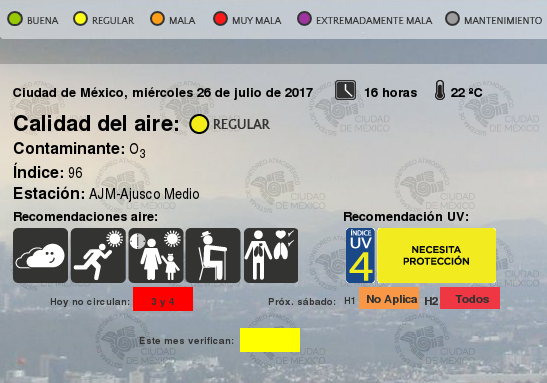 BUENA REGULAR MALA MUY MALA EXTREMADAMENTE MALA MANTENIMIENTO
Ciudad de México, miércoles 26 de julio de 2017 16 horas 22 ºC
Calidad del aire: REGULAR
Contaminante: O3
Índice: 96
Estación: AJM-Ajusco Medio
Recomendaciones aire: Recomendación UV:
ÍNDICE
UV
4
NECESITA
PROTECCIÓN
Hoy no circulan: 3 y 4 Próx. sábado: H1 No Aplica H2 Todos
Este mes verifican: